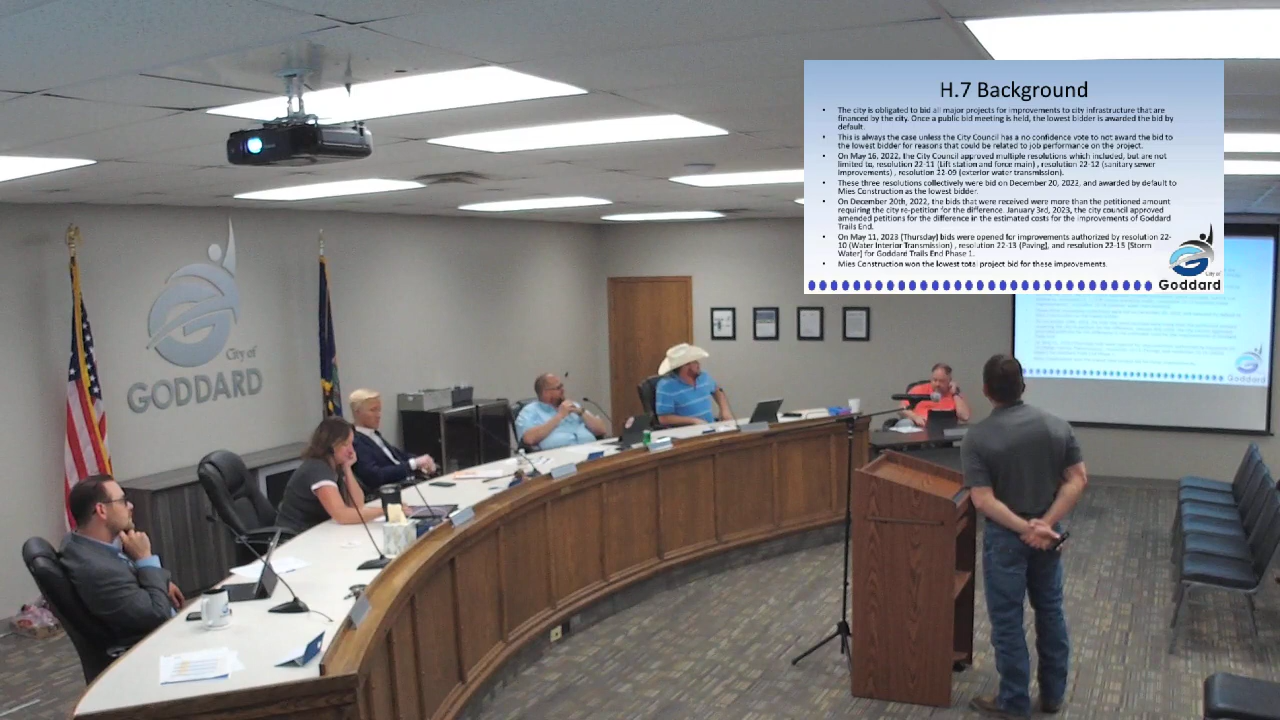 H.7 Background
• The city is obligated to bid all major projects for improvements to city infrastructure that are
financed by the city. Once a public bid meeting is held, the lowest bidder is awarded the bid by
default.
• This is always the case unless the City Council has a no confidence vote to not award the bid to
the lowest bidder for reasons that could be related to job performance on the project.
• On May 16, 2022, the City Council approved multiple resolutions which included, but are not
limited to, resolution 22-11 (Lift station and force main) , resolution 22-12 (sanitary sewer
improvements) , resolution 22-09 (exterior water transmission).
• These three resolutions collectively were bid on December 20, 2022, and awarded by default to
Mies Construction as the lowest bidder.
• On December 20th, 2022, the bids that were received were more than the petitioned amount
requiring the city re-petition for the difference. January 3rd, 2023, the city council approved
amended petitions for the difference in the estimated costs for the improvements of Goddard
Trails End.
• On May 11, 2023 (Thursday) bids were opened for improvements authorized by resolution 22-
10 (Water Interior Transmission) , resolution 22-13 (Paving), and resolution 22-15 (Storm
Water) for Goddard Trails End Phase 1.
• Mies Construction won the lowest total project bid for these improvements.
City of
Goddard
City of
GODDARD
Goddard